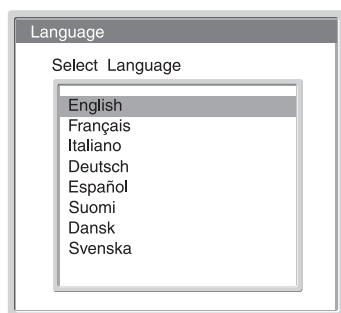 Language
Select Language
English
Français
Italiano
Deutsch
Español
Suomi
Dansk
Svenska